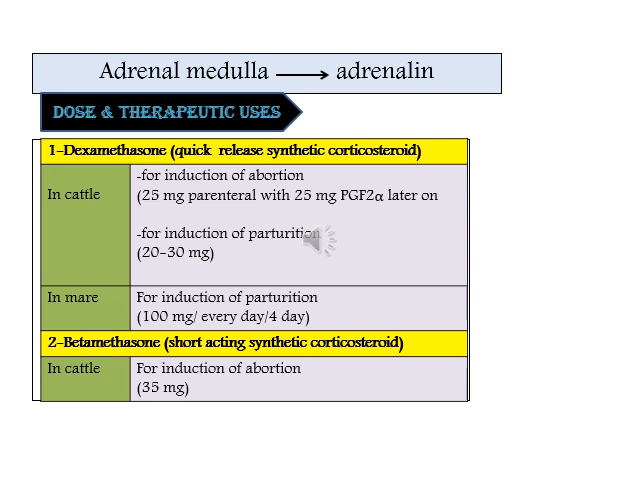 Adrenal medulla ⟶ adrenalin
DOSE & THERAPEUTIC USES
1-Dexamethasone (quick release synthetic corticosteroid)
In cattle
-for induction of abortion
(25 mg parenteral with 25 mg PGF2α later on
-for induction of parturition
(20-30 mg)
In mare
For induction of parturition
(100 mg/ every day/4 day)
2-Betamethasone (short acting synthetic corticosteroid)
In cattle
For induction of abortion
(35 mg)